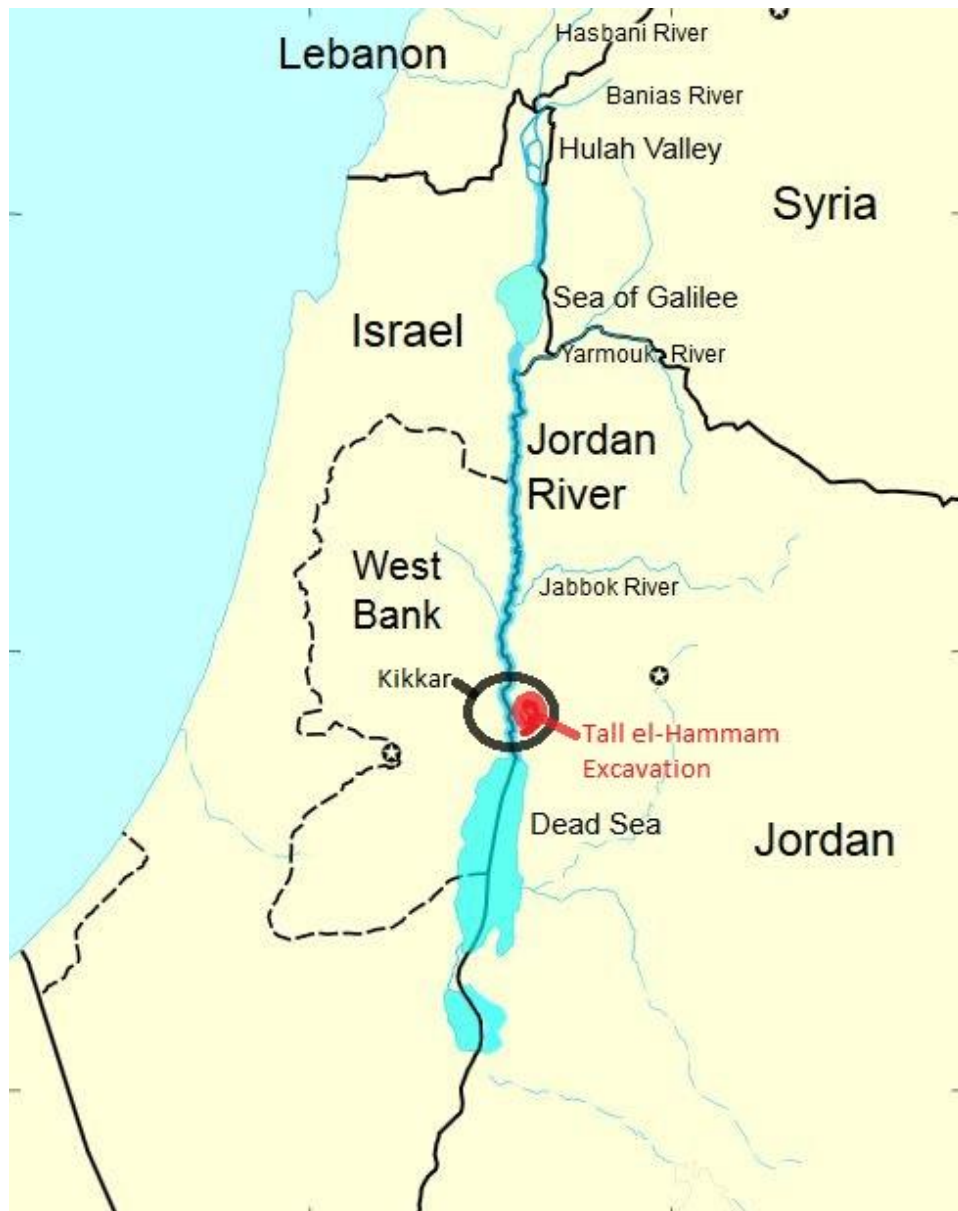 Hasbani River
Lebanon
Banias River
Hulah Valley
Syria
Sea of Galilee
Israel
Yarmouk River
Jordan
River
West
Bank
Jabbok River
Kikkar
Tall el-Hammam
Excavation
Dead Sea
Jordan